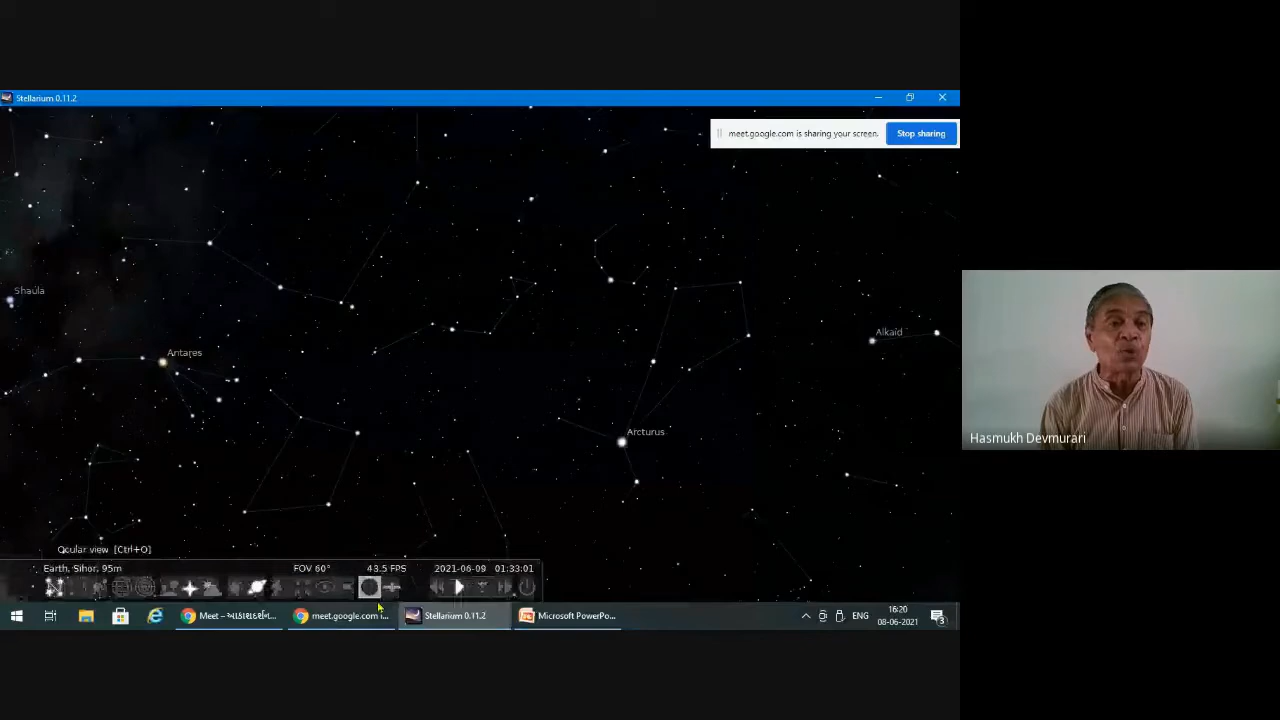 Stellarium 0.11.2
meet.google.com is sharing your screen.
Stop sharing
Shaula
Antares
Alkaid
Arcturus
Ocular view [Ctrl+O]
Earth, Sihor, 95m
FOV 60°
43.5 FPS
2021-06-09 01:33:01
Hasmukh Devmurari
Meet –
meet.google.com i...
Stellarium 0.11.2
Microsoft PowerPo...
ENG
16:20
08-06-2021
3